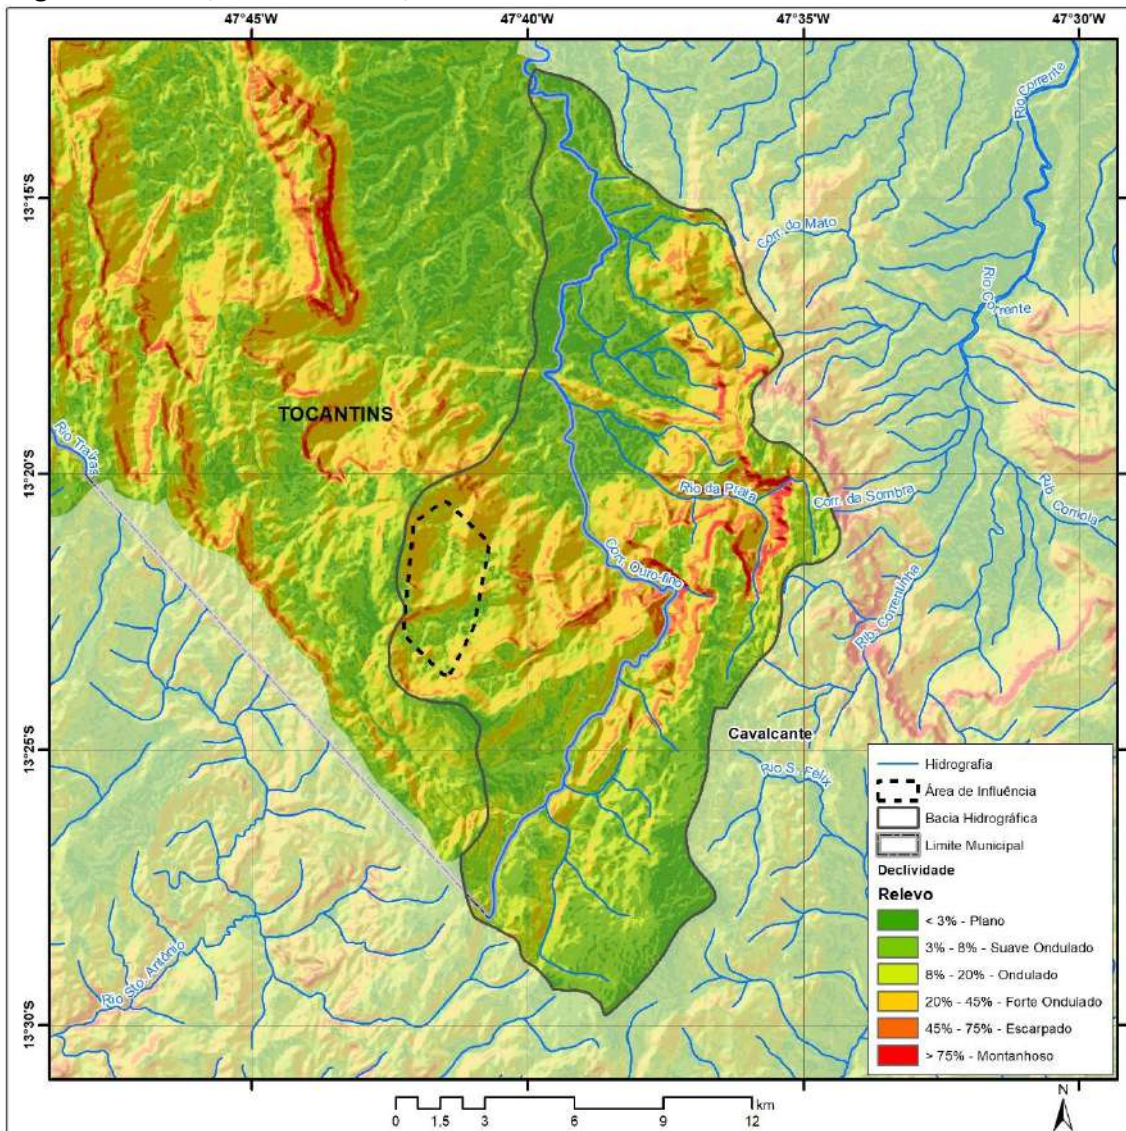 47°45'W
47°40'W
47°35'W
47°30'W
13°15'S
13°20'S
13°25'S
13°30'S
Rio Corrente
Corr. do Mato
Rio Corrente
TOCANTINS
Rio Traíras
Rio da Prata
Corr. da Sombra
Rib. Corriola
Corr. Ouro-fino
Rib. Correntinha
Cavalcante
Rio S. Félix
Rio Sto. Antônio
Hidrografia
Área de Influência
Bacia Hidrográfica
Limite Municipal
Declividade
Relevo
< 3% - Plano
3% - 8% - Suave Ondulado
8% - 20% - Ondulado
20% - 45% - Forte Ondulado
45% - 75% - Escarpado
> 75% - Montanhoso
km
0 1,5 3 6 9 12
N